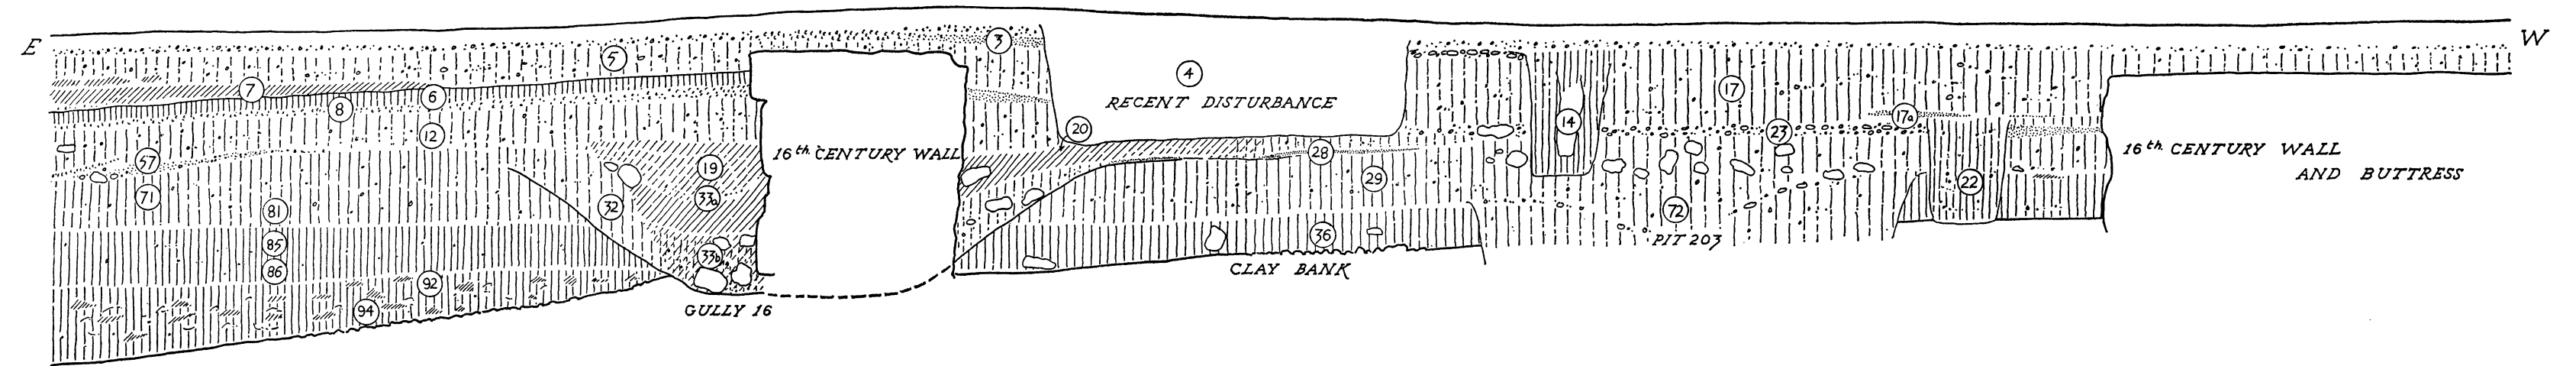 E
W
3
5
4
RECENT DISTURBANCE
7
6
8
12
17
14
17a
20
23
16th CENTURY WALL
28
16th CENTURY WALL
AND BUTTRESS
57
19
29
71
33a
22
32
81
72
36
85
33b
PIT 203
86
CLAY BANK
92
94
GULLY 16